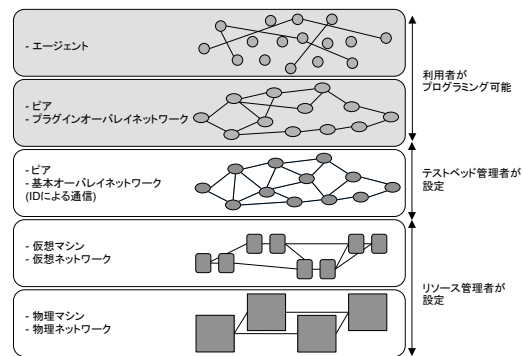 - エージェント
- ピア
- プラグインオーバレイネットワーク
- ピア
- 基本オーバレイネットワーク
(IDによる通信)
- 仮想マシン
- 仮想ネットワーク
- 物理マシン
- 物理ネットワーク
利用者が
プログラミング可能
テストベッド管理者が
設定
リソース管理者が
設定